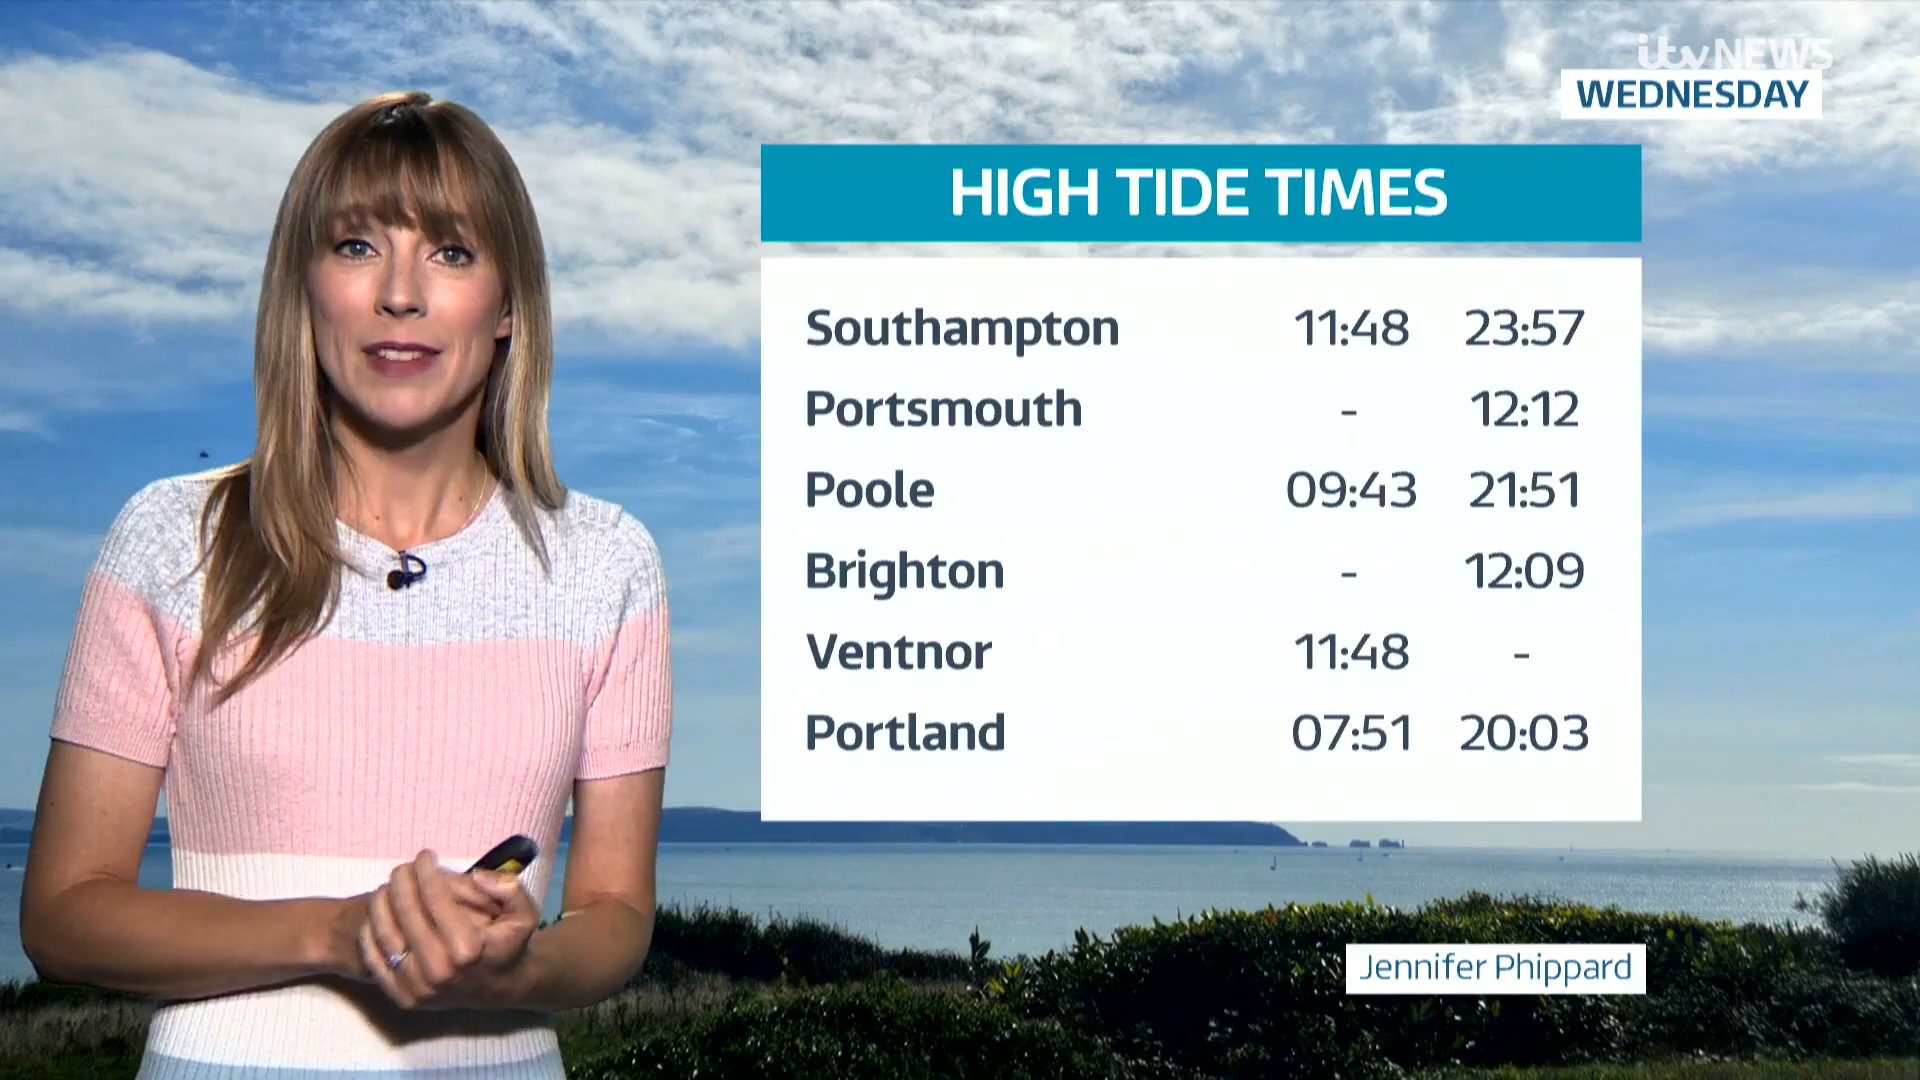 itv NEWS
WEDNESDAY
HIGH TIDE TIMES
Southampton 11:48 23:57
Portsmouth - 12:12
Poole 09:43 21:51
Brighton - 12:09
Ventnor 11:48 -
Portland 07:51 20:03
Jennifer Phippard